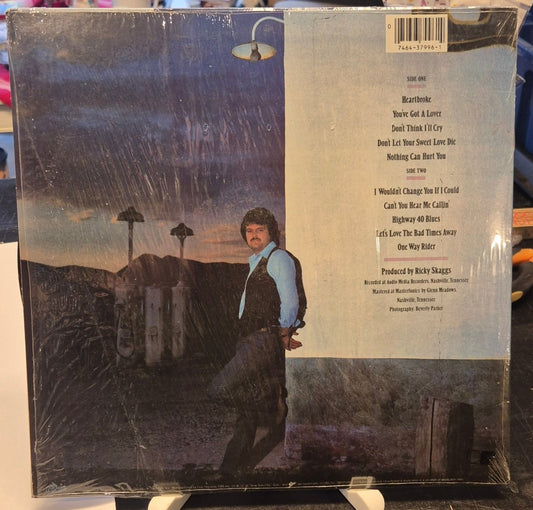 0
7464-37996-1
SIDE ONE
Heartbroke
You've Got A Lover
Don't Think I'll Cry
Don't Let Your Sweet Love Die
Nothing Can Hurt You
SIDE TWO
I Wouldn't Change You If I Could
Can't You Hear Me Callin'
Highway 40 Blues
Let's Love The Bad Times Away
One Way Rider
Produced by Ricky Skaggs
Recorded at Audio Media Recorders, Nashville, Tennessee
Mastered at Masterfonics by Glenn Meadows,
Nashville, Tennessee
Photography: Beverly Parker